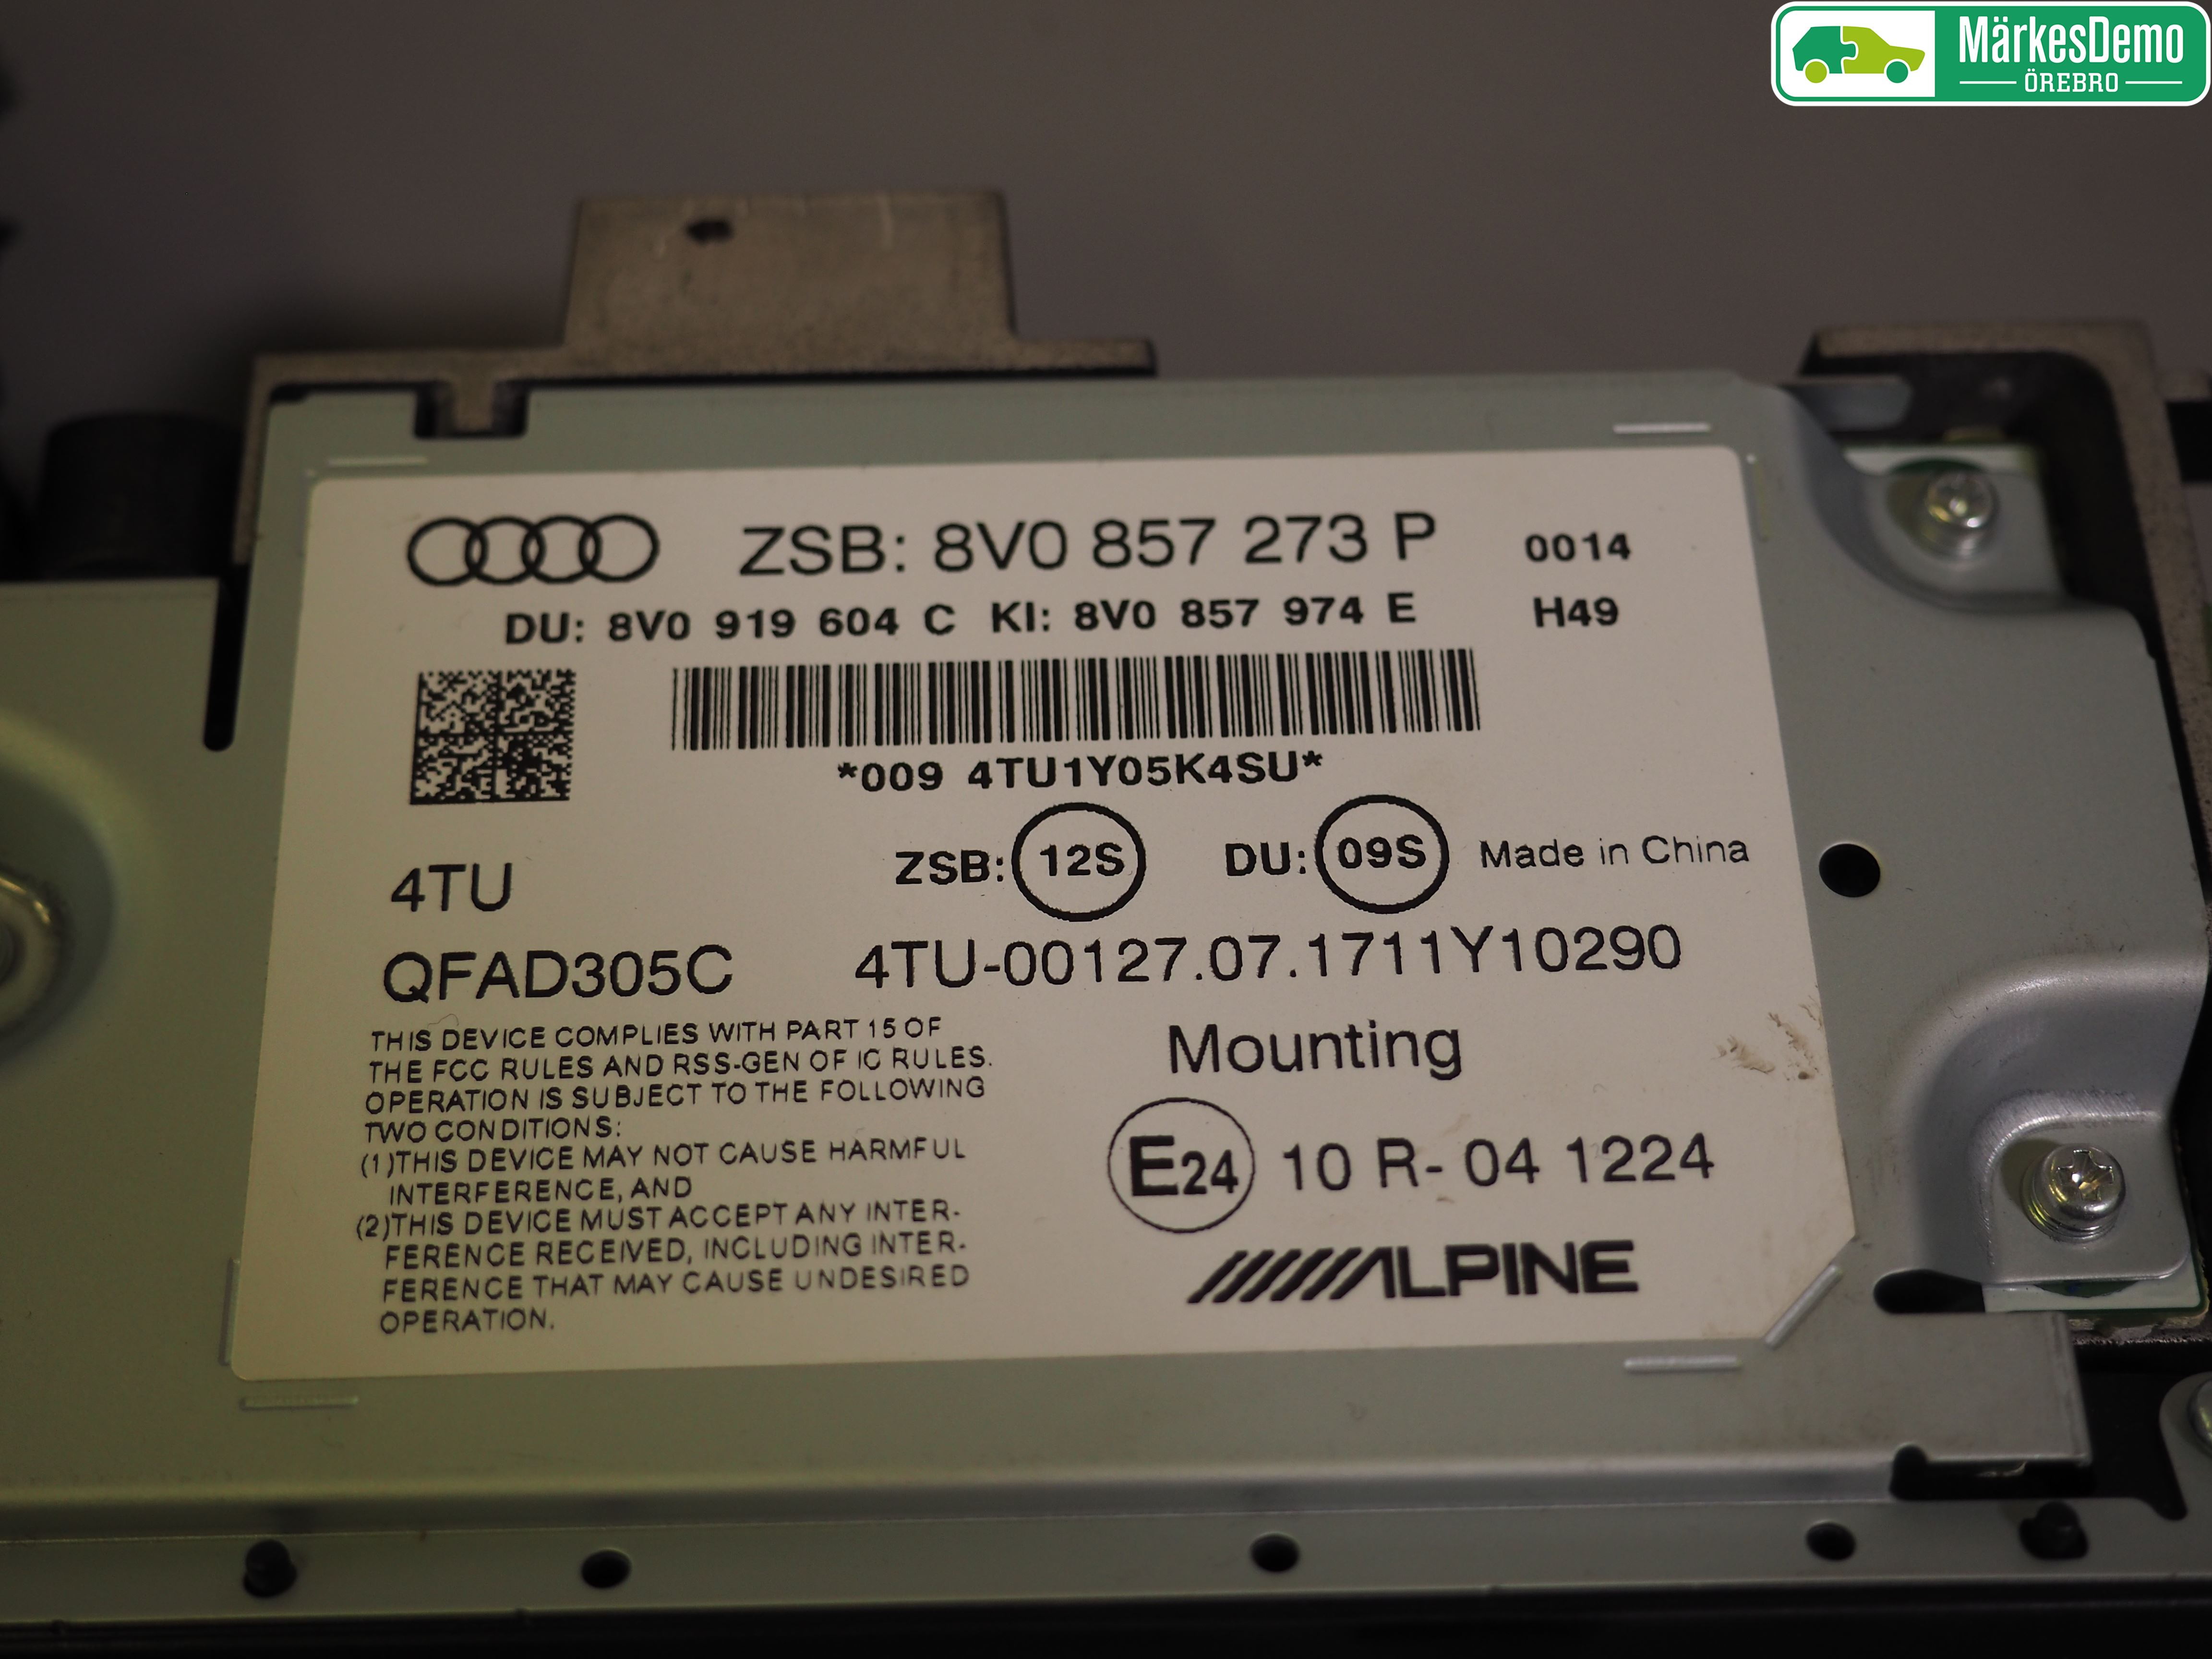 MärkesDemo
ÖREBRO
ZSB: 8V0 857 273 P 0014
DU: 8V0 919 604 C KI: 8V0 857 974 E H49
*009 4TU1Y05K4SU*
4TU ZSB: 12S DU: 09S Made in China
QFAD305C 4TU-00127.07.1711Y10290
THIS DEVICE COMPLIES WITH PART 15 OF
THE FCC RULES AND RSS-GEN OF IC RULES.
OPERATION IS SUBJECT TO THE FOLLOWING
TWO CONDITIONS:
(1)THIS DEVICE MAY NOT CAUSE HARMFUL
INTERFERENCE, AND
(2)THIS DEVICE MUST ACCEPT ANY INTER-
FERENCE RECEIVED, INCLUDING INTER-
FERENCE THAT MAY CAUSE UNDESIRED
OPERATION.
Mounting
E24 10 R- 04 1224
ALPINE